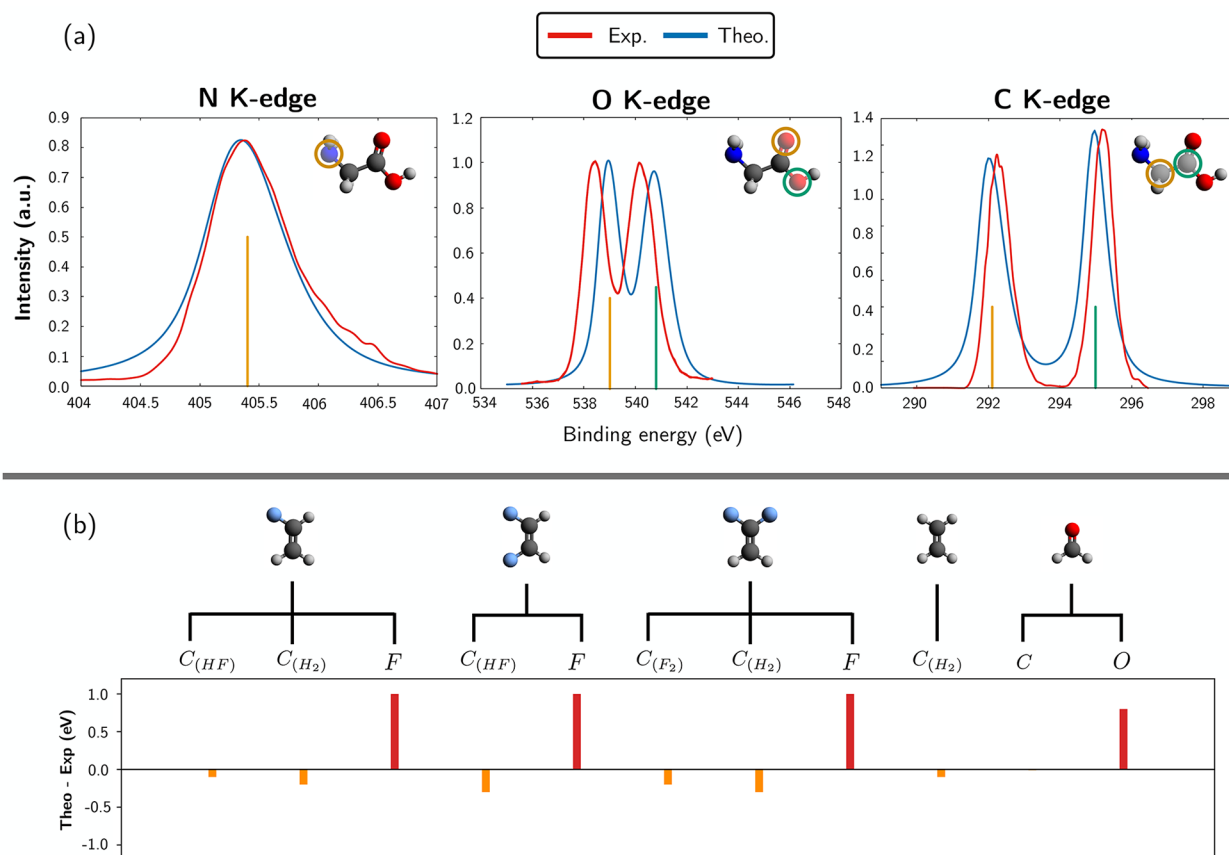 (a)
Exp. Theo.
N K-edge
O K-edge
C K-edge
Intensity (a.u.)
0.9
0.8
0.7
0.6
0.5
0.4
0.3
0.2
0.1
0.0
404 404.5 405 405.5 406 406.5 407
1.2
1.0
0.8
0.6
0.4
0.2
0.0
534 536 538 540 542 544 546 548
1.4
1.2
1.0
0.8
1.6
0.4
0.2
0.0
290 292 294 296 298
Binding energy (eV)
(b)
C(HF) C(H2) F C(HF) F C(F2) C(H2) F C(H2) C O
Theo - Exp (eV)
1.0
0.5
0.0
-0.5
-1.0